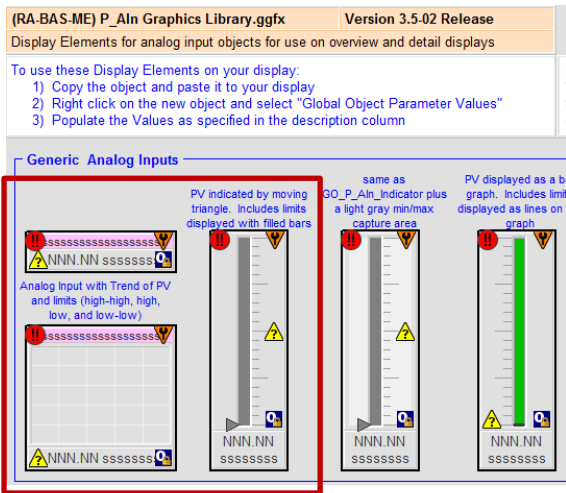 (RA-BAS-ME) P_AIn Graphics Library.ggfx Version 3.5-02 Release
Display Elements for analog input objects for use on overview and detail displays
To use these Display Elements on your display:
1) Copy the object and paste it to your display
2) Right click on the new object and select "Global Object Parameter Values"
3) Populate the Values as specified in the description column
Generic Analog Inputs
PV indicated by moving
triangle. Includes limits
displayed with filled bars
same as
GO_P_AIn_Indicator plus
a light gray min/max
capture area
PV displayed as a
graph. Includes
displayed as lines on
graph
NNN.NN
Analog Input with Trend of PV
and limits (high-high, high,
low, and low-low)
NNN.NN
NNN.NN
ssssssss
NNN.NN
ssssssss
NNN.NN
ssssssss